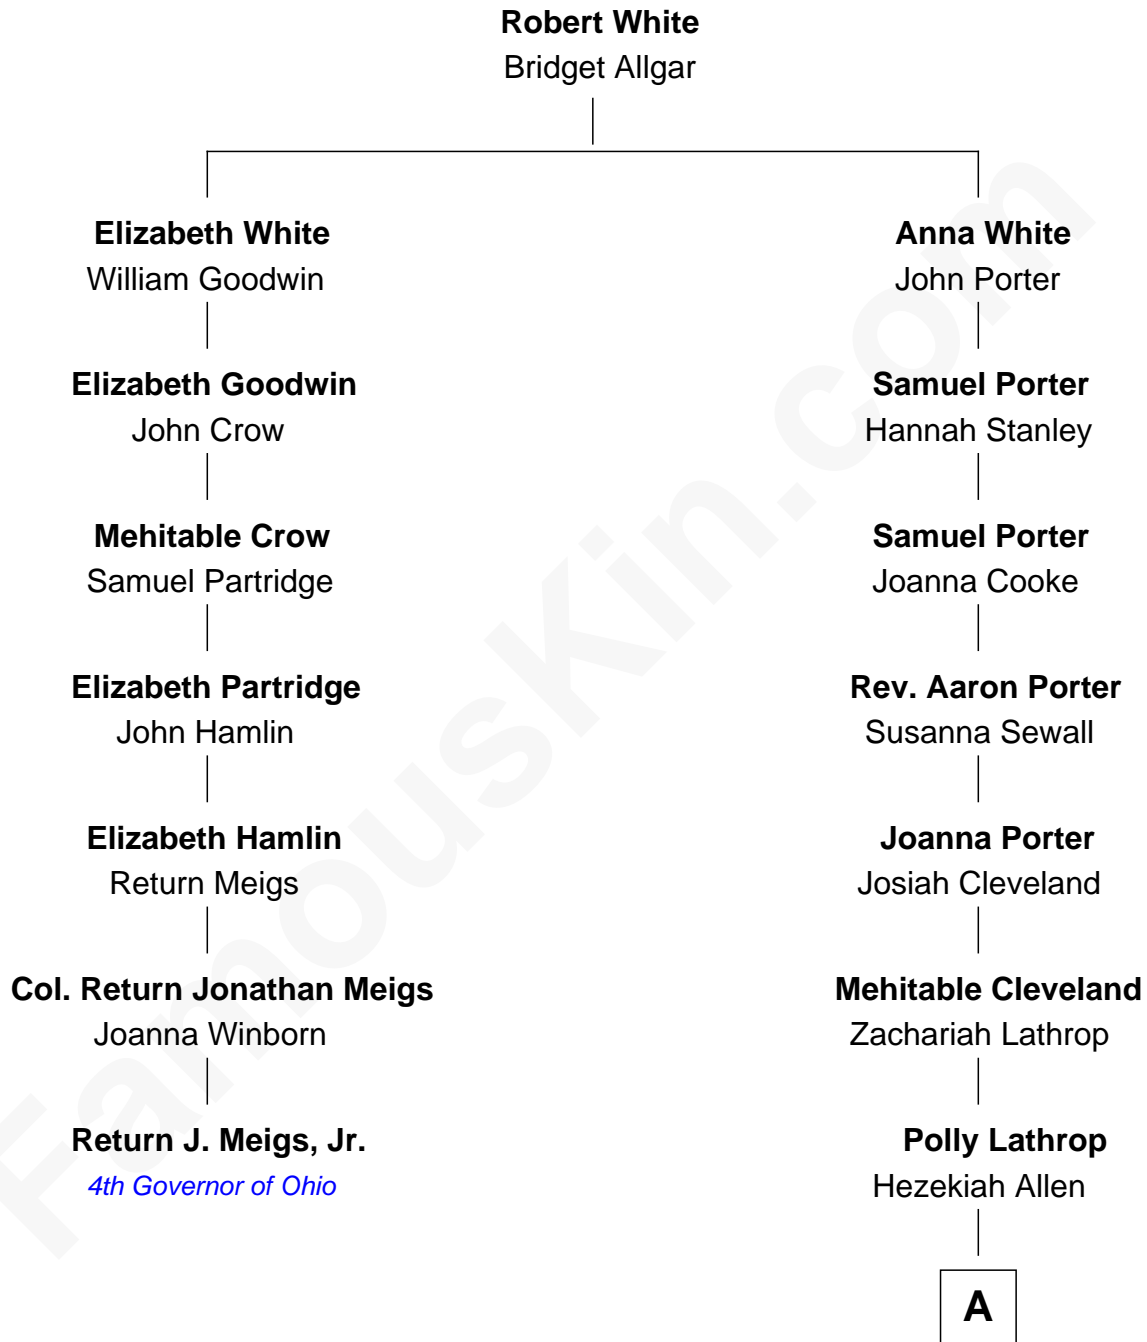 Robert White
Bridget Allgar
Elizabeth White
William Goodwin
Anna White
John Porter
Elizabeth Goodwin
John Crow
Samuel Porter
Hannah Stanley
Mehitable Crow
Samuel Partridge
Samuel Porter
Joanna Cooke
Elizabeth Partridge
John Hamlin
Rev. Aaron Porter
Susanna Sewall
Elizabeth Hamlin
Return Meigs
Joanna Porter
Josiah Cleveland
Col. Return Jonathan Meigs
Joanna Winborn
Mehitable Cleveland
Zachariah Lathrop
Return J. Meigs, Jr.
4th Governor of Ohio
Polly Lathrop
Hezekiah Allen
A
FamousKin.com